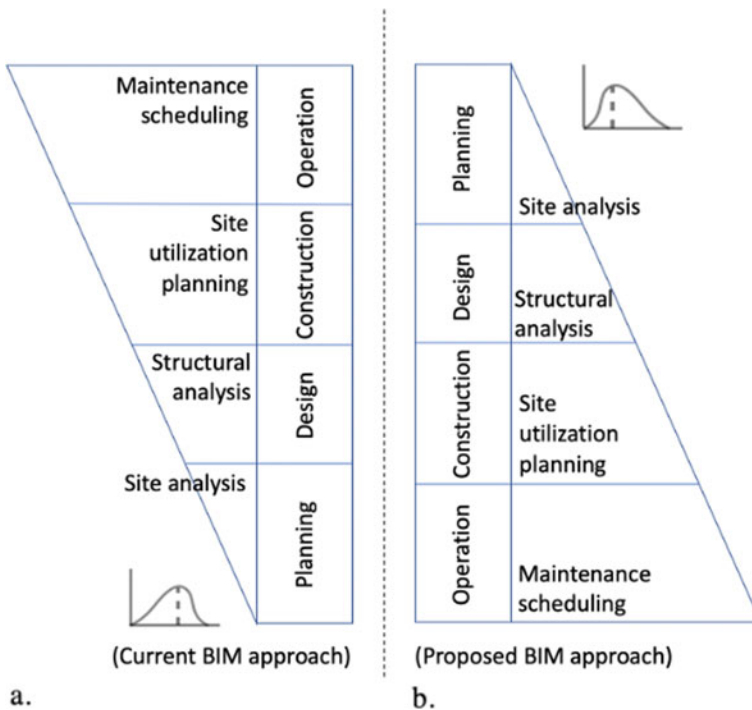 Maintenance
scheduling
Operation
Site
utilization
planning
Construction
Structural
analysis
Design
Site analysis
Planning
(Current BIM approach)
a.
Planning
Site analysis
Design
Structural
analysis
Construction
Site
utilization
planning
Operation
Maintenance
scheduling
(Proposed BIM approach)
b.